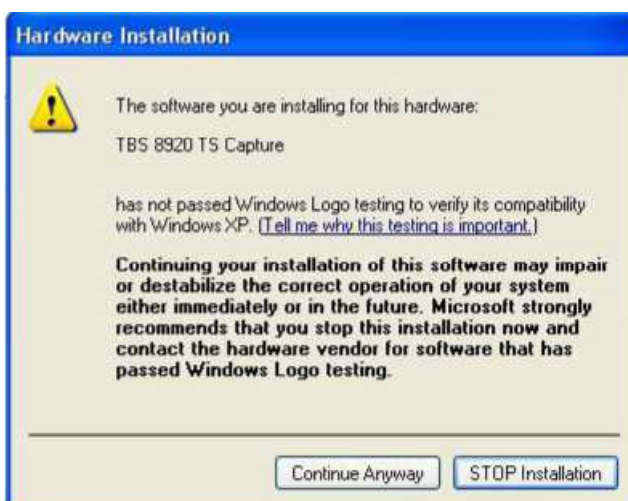 Hardware Installation
The software you are installing for this hardware:
TBS 8920 TS Capture
has not passed Windows Logo testing to verify its compatibility
with Windows XP. (Tell me why this testing is important.)
Continuing your installation of this software may impair
or destabilize the correct operation of your system
either immediately or in the future. Microsoft strongly
recommends that you stop this installation now and
contact the hardware vendor for software that has
passed Windows Logo testing.
Continue Anyway
STOP Installation